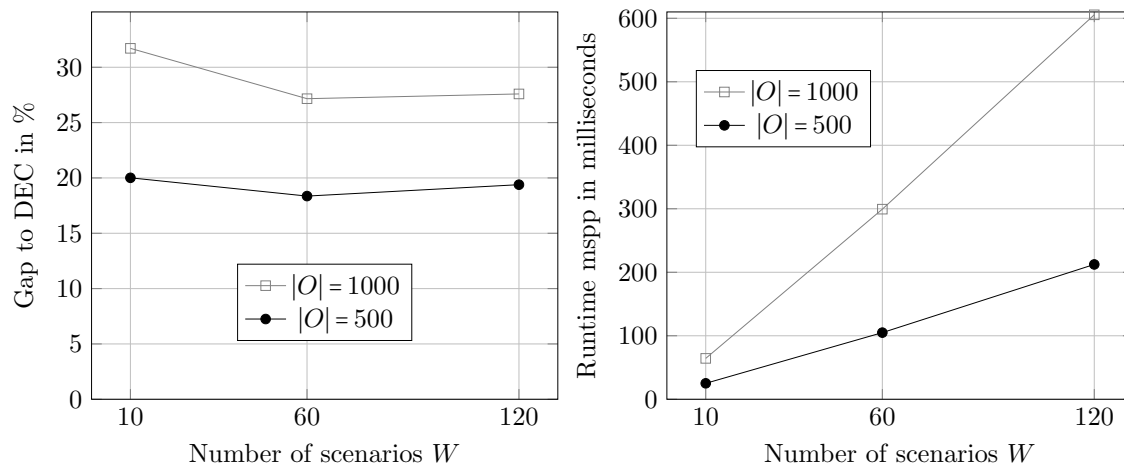 Gap to DEC in %
30
25
20
15
10
5
0
10 60 120
Number of scenarios W
|O| = 1000
|O| = 500
Runtime mspp in milliseconds
600
500
400
300
200
100
0
10 60 120
Number of scenarios W
|O| = 1000
|O| = 500